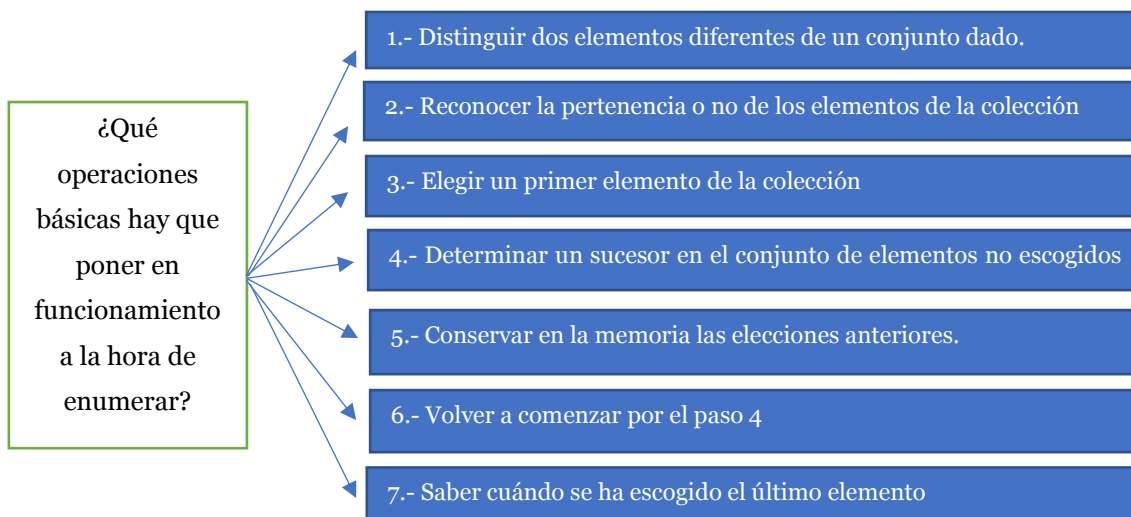 ¿Qué
operaciones
básicas hay que
poner en
funcionamiento
a la hora de
enumerar?
1.- Distinguir dos elementos diferentes de un conjunto dado.
2.- Reconocer la pertenencia o no de los elementos de la colección
3.- Elegir un primer elemento de la colección
4.- Determinar un sucesor en el conjunto de elementos no escogidos
5.- Conservar en la memoria las elecciones anteriores.
6.- Volver a comenzar por el paso 4
7.- Saber cuándo se ha escogido el último elemento